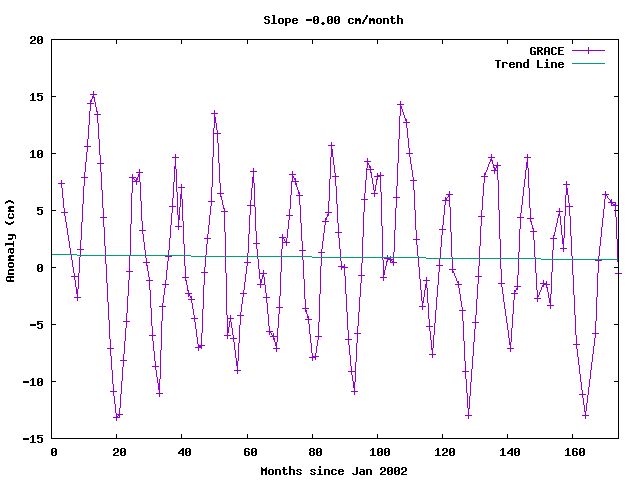 Slope -0.00 cm/month
GRACE
Trend Line
Anomaly (cm)
20
15
10
5
0
-5
-10
-15
0 20 40 60 80 100 120 140 160
Months since Jan 2002